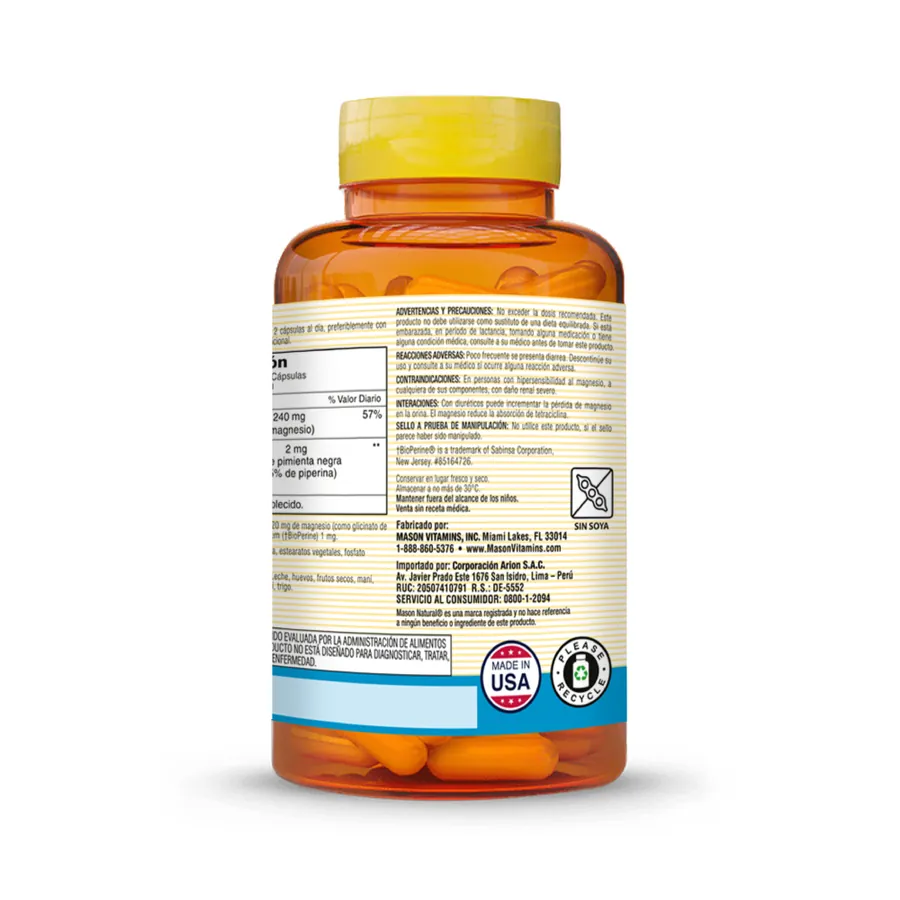 2 cápsulas al día, preferiblemente con
Cápsulas
% Valor Diario
240 mg 57%
magnesio)
2 mg **
pimienta negra
% de piperina)
20 mg de magnesio (como glicinato de
(†BioPerine) 1 mg.
estearatos vegetales, fosfato
leche, huevos, frutos secos, maní,
trigo.
EVALUADA POR LA ADMINISTRACIÓN DE ALIMENTOS
NO ESTÁ DISEÑADO PARA DIAGNOSTICAR, TRATAR,
ENFERMEDAD.
ADVERTENCIAS Y PRECAUCIONES: No exceder la dosis recomendada. Este
producto no debe utilizarse como sustituto de una dieta equilibrada. Si está
embarazada, en período de lactancia, tomando alguna medicación o tiene
alguna condición médica, consulte a su médico antes de tomar este producto.
REACCIONES ADVERSAS: Poco frecuente se presenta diarrea. Descontinúe su
uso y consulte a su médico si ocurre alguna reacción adversa.
CONTRAINDICACIONES: En personas con hipersensibilidad al magnesio, a
cualquiera de sus componentes, con daño renal severo.
INTERACIONES: Con diuréticos puede incrementar la pérdida de magnesio
en la orina. El magnesio reduce la absorción de tetraciclina.
SELLO A PRUEBA DE MANIPULACIÓN: No utilice este producto, si el sello
parece haber sido manipulado.
†BioPerine® is a trademark of Sabinsa Corporation,
New Jersey. #85164726.
Conservar en lugar fresco y seco.
Almacenar a no más de 30°C.
Mantener fuera del alcance de los niños.
Venta sin receta médica.
SIN SOYA
Fabricado por:
MASON VITAMINS, INC. Miami Lakes, FL 33014
1-888-860-5376 • www.MasonVitamins.com
Importado por: Corporación Arion S.A.C.
Av. Javier Prado Este 1676 San Isidro, Lima – Perú
RUC: 20507410791 R.S.: DE-5552
SERVICIO AL CONSUMIDOR: 0800-1-2094
Mason Natural® es una marca registrada y no hace referencia
a ningún beneficio o ingrediente de este producto.
MADE IN
USA
PLEASE
RECYCLE